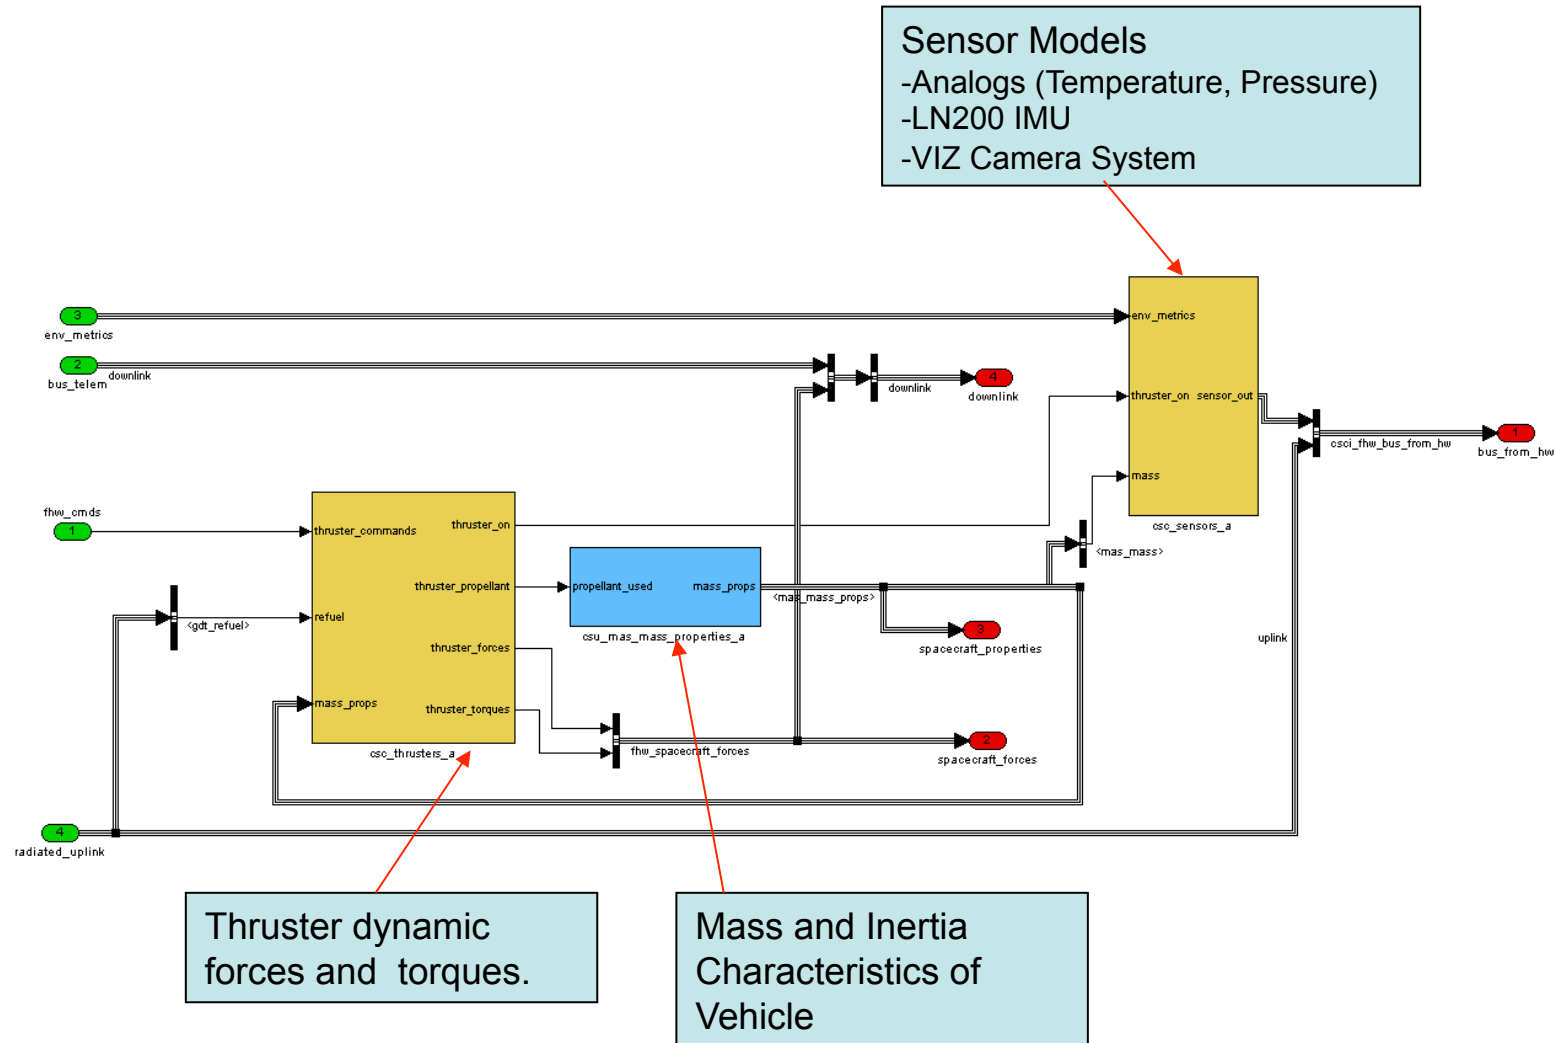 Sensor Models
-Analogs (Temperature, Pressure)
-LN200 IMU
-VIZ Camera System
3
env_metrics
2
bus_telem
downlink
downlink
4
downlink
env_metrics
thruster_on
sensor_out
mass
csc_sensors_a
csci_fhw_bus_from_hw
1
bus_from_hw
fhw_cmds
1
thruster_commands
thruster_on
thruster_propellant
refuel
thruster_forces
mass_props
thruster_torques
csc_thrusters_a
<gdt_refuel>
propellant_used
mass_props
csu_mas_mass_properties_a
<mas_mass_props>
<mas_mass>
3
spacecraft_properties
uplink
fhw_spacecraft_forces
2
spacecraft_forces
4
radiated_uplink
Thruster dynamic
forces and  torques.
Mass and Inertia
Characteristics of
Vehicle